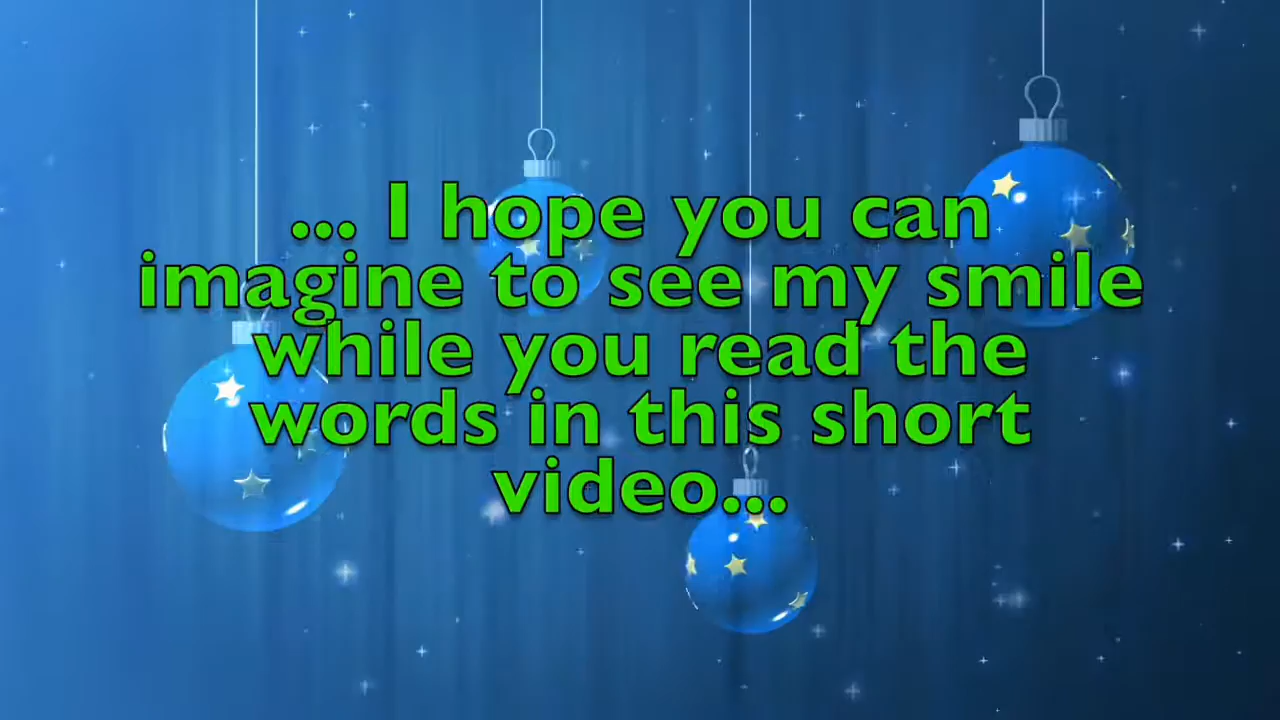 ... I hope you can
imagine to see my smile
while you read the
words in this short
video...